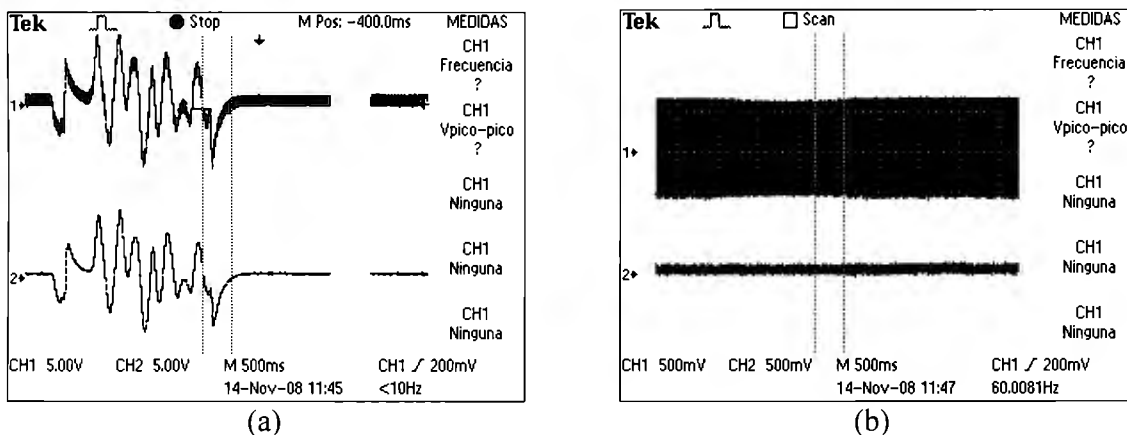 Tek Stop M Pos: -400.0ms MEDIDAS
CH1
Frecuencia
?
1 CH1
Vpico-pico
?
CH1
Ninguna
CH1
2 Ninguna
CH1
Ninguna
CH1 5.00V CH2 5.00V M 500ms CH1 200mV
14-Nov-08 11:45 <10Hz
(a)
Tek Scan MEDIDAS
CH1
Frecuencia
?
1 CH1
Vpico-pico
?
CH1
Ninguna
CH1
2 Ninguna
CH1
Ninguna
CH1 500mV CH2 500mV M 500ms CH1 200mV
14-Nov-08 11:47 60.0081Hz
(b)